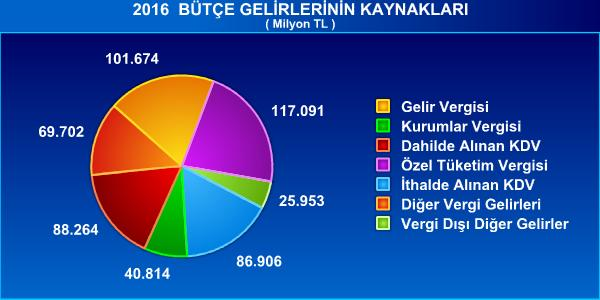 2016 BÜTÇE GELİRLERİNİN KAYNAKLARI
( Milyon TL )
101.674
117.091
69.702
25.953
88.264
86.906
40.814
Gelir Vergisi
Kurumlar Vergisi
Dahilde Alınan KDV
Özel Tüketim Vergisi
İthalde Alınan KDV
Diğer Vergi Gelirleri
Vergi Dışı Diğer Gelirler